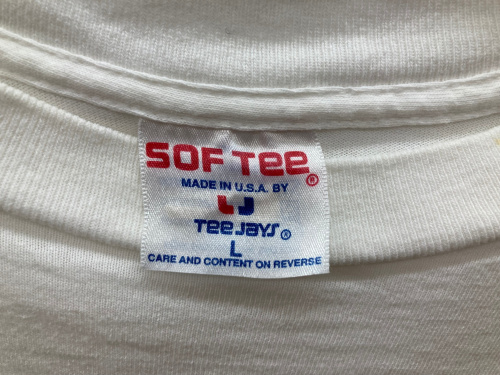 SOF TEE®
MADE IN U.S.A. BY
TEE JAYS®
L
CARE AND CONTENT ON REVERSE